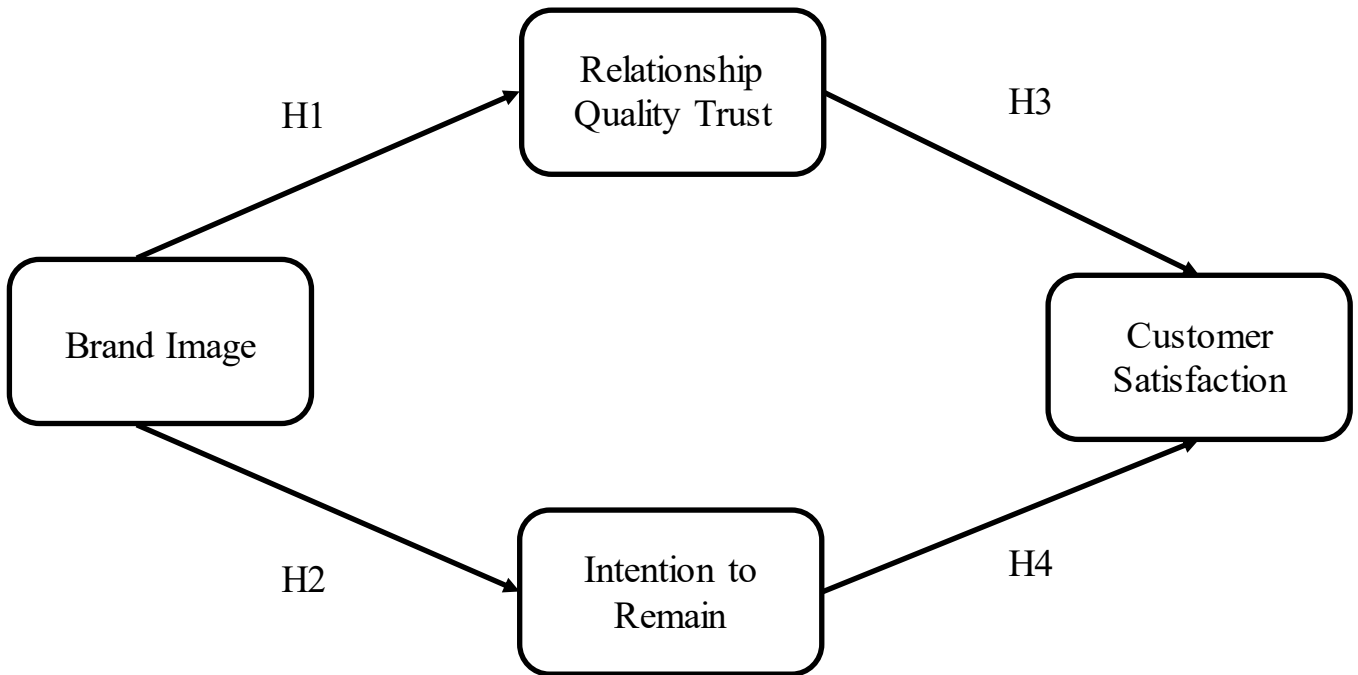 Relationship
Quality Trust
H1
H3
Brand Image
Customer
Satisfaction
H2
H4
Intention to
Remain